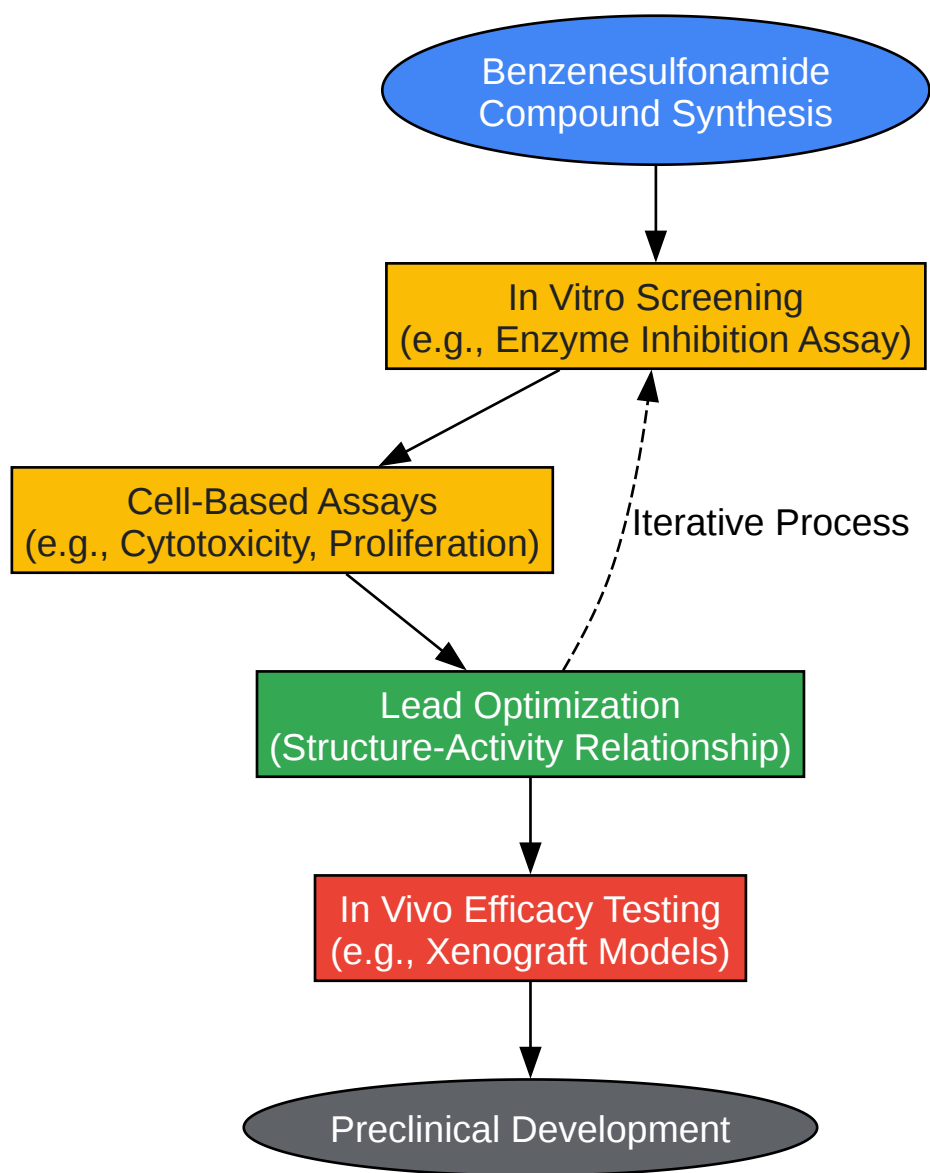 Benzenesulfonamide
Compound Synthesis
In Vitro Screening
(e.g., Enzyme Inhibition Assay)
Cell-Based Assays
(e.g., Cytotoxicity, Proliferation)
Iterative Process
Lead Optimization
(Structure-Activity Relationship)
In Vivo Efficacy Testing
(e.g., Xenograft Models)
Preclinical Development